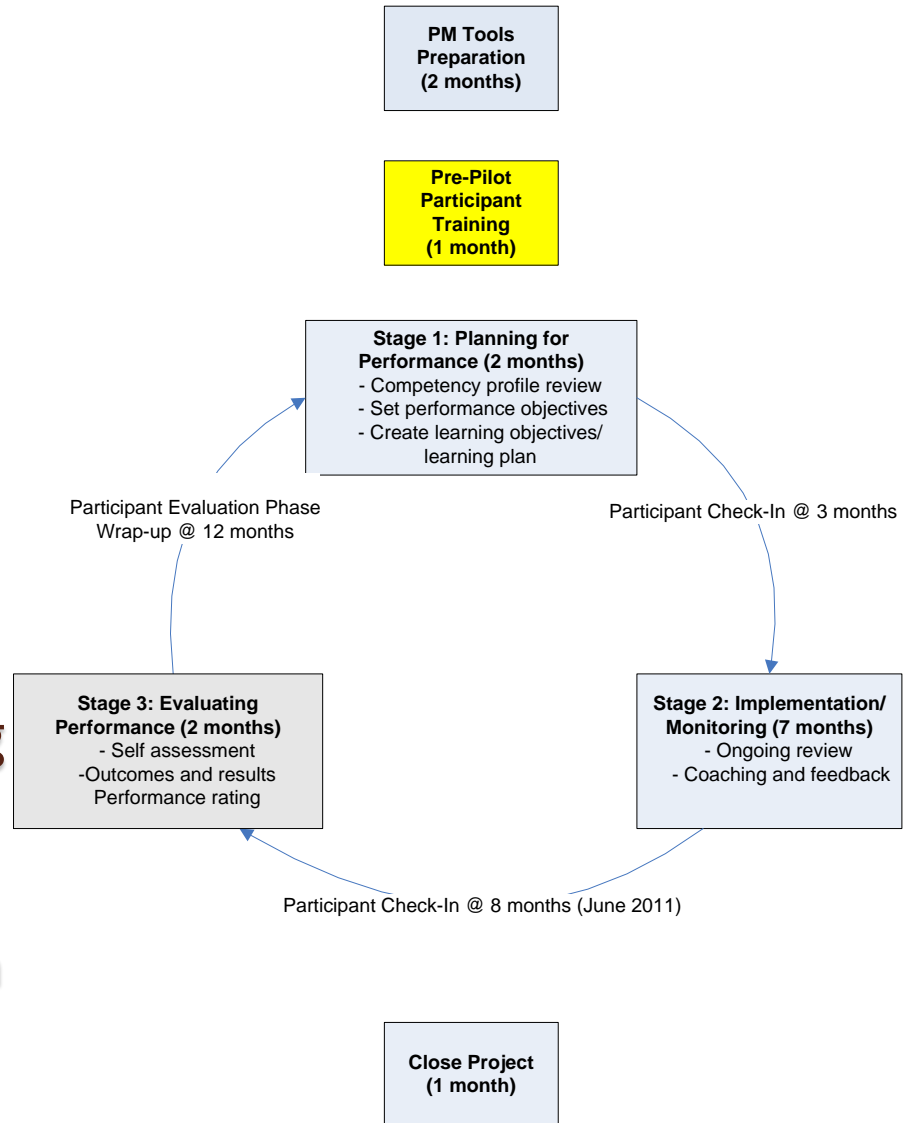 PM Tools
Preparation
(2 months)
Pre-Pilot
Participant
Training
(1 month)
Stage 1: Planning for
Performance (2 months)
- Competency profile review
- Set performance objectives
- Create learning objectives/
learning plan
Participant Evaluation Phase
Wrap-up @ 12 months
Participant Check-In @ 3 months
Stage 3: Evaluating
Performance (2 months)
- Self assessment
-Outcomes and results
Performance rating
Stage 2: Implementation/
Monitoring (7 months)
- Ongoing review
- Coaching and feedback
Participant Check-In @ 8 months (June 2011)
Close Project
(1 month)